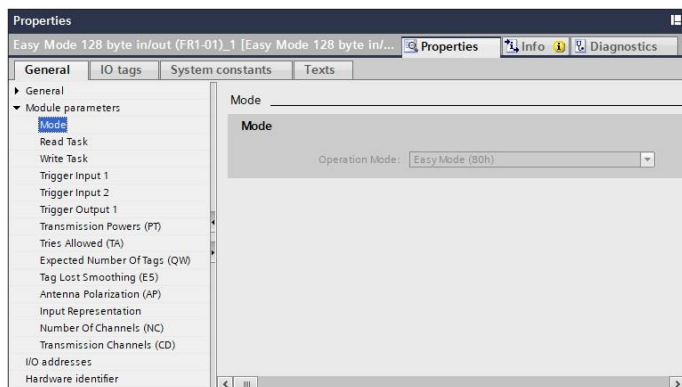 Properties
Easy Mode 128 byte in/out (FR1-01)_1 [Easy Mode 128 byte in/...
Properties
Info
Diagnostics
General
IO tags
System constants
Texts
General
Module parameters
Mode
Read Task
Write Task
Trigger Input 1
Trigger Input 2
Trigger Output 1
Transmission Powers (PT)
Tries Allowed (TA)
Expected Number Of Tags (QW)
Tag Lost Smoothing (E5)
Antenna Polarization (AP)
Input Representation
Number Of Channels (NC)
Transmission Channels (CD)
I/O addresses
Hardware identifier
Mode
Mode
Operation Mode: Easy Mode (80h)